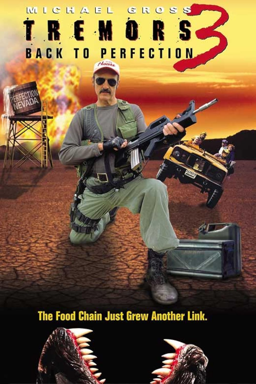 MICHAEL GROSS
TREMORS 3
BACK TO PERFECTION
PERFECTION
NEVADA
The Food Chain Just Grew Another Link.